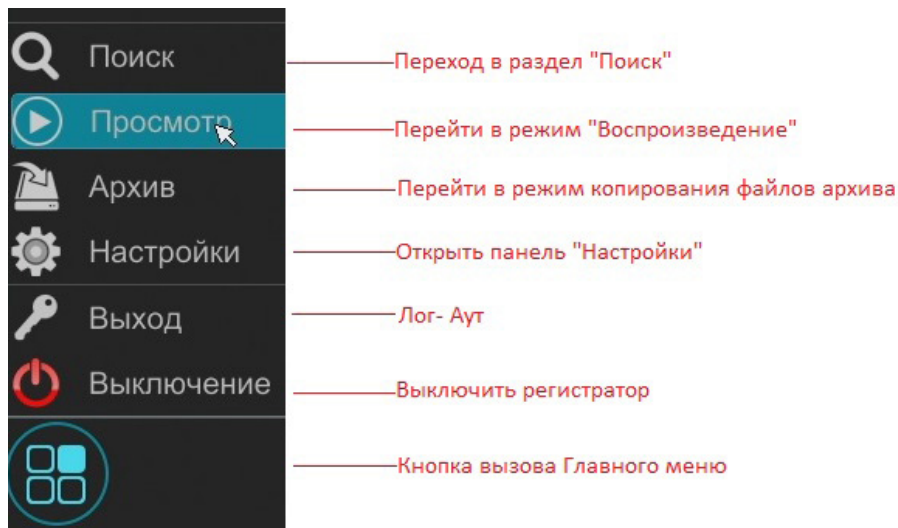 Поиск
Переход в раздел "Поиск"
Просмотр
Перейти в режим "Воспроизведение"
Архив
Перейти в режим копирования файлов архива
Настройки
Открыть панель "Настройки"
Выход
Лог- Аут
Выключение
Выключить регистратор
Кнопка вызова Главного меню